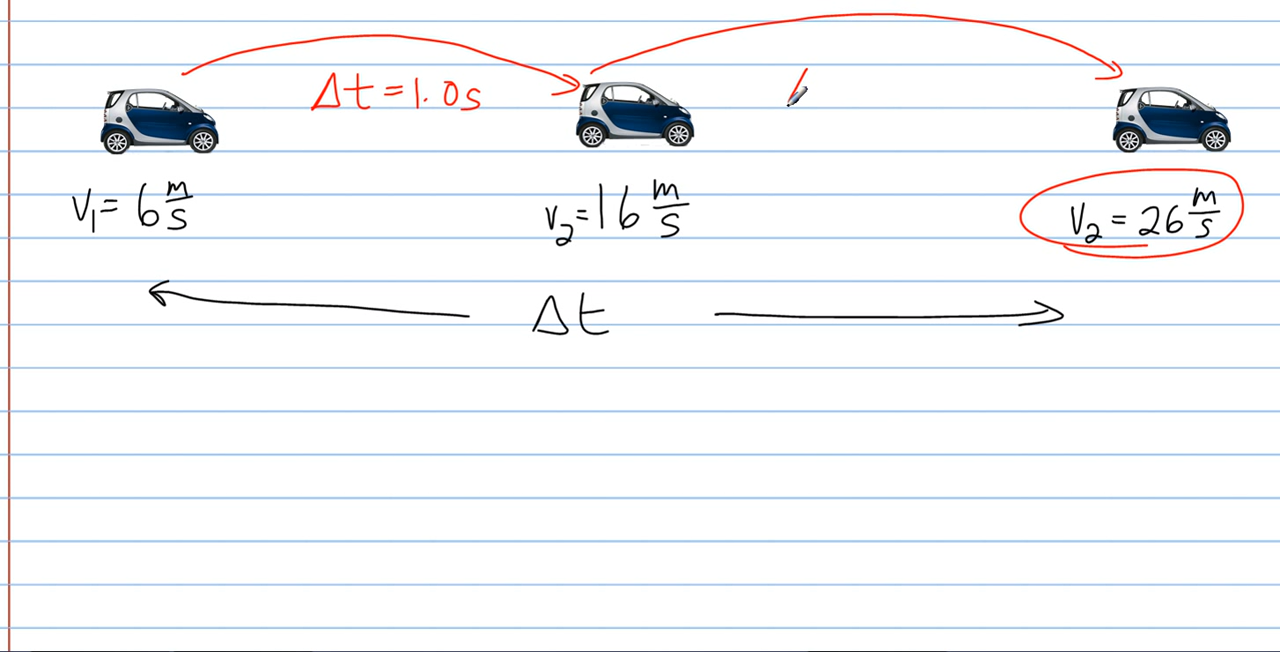 Δt = 1.0s
v₁ = 6 m/s
v₂ = 16 m/s
v₂ = 26 m/s
Δt